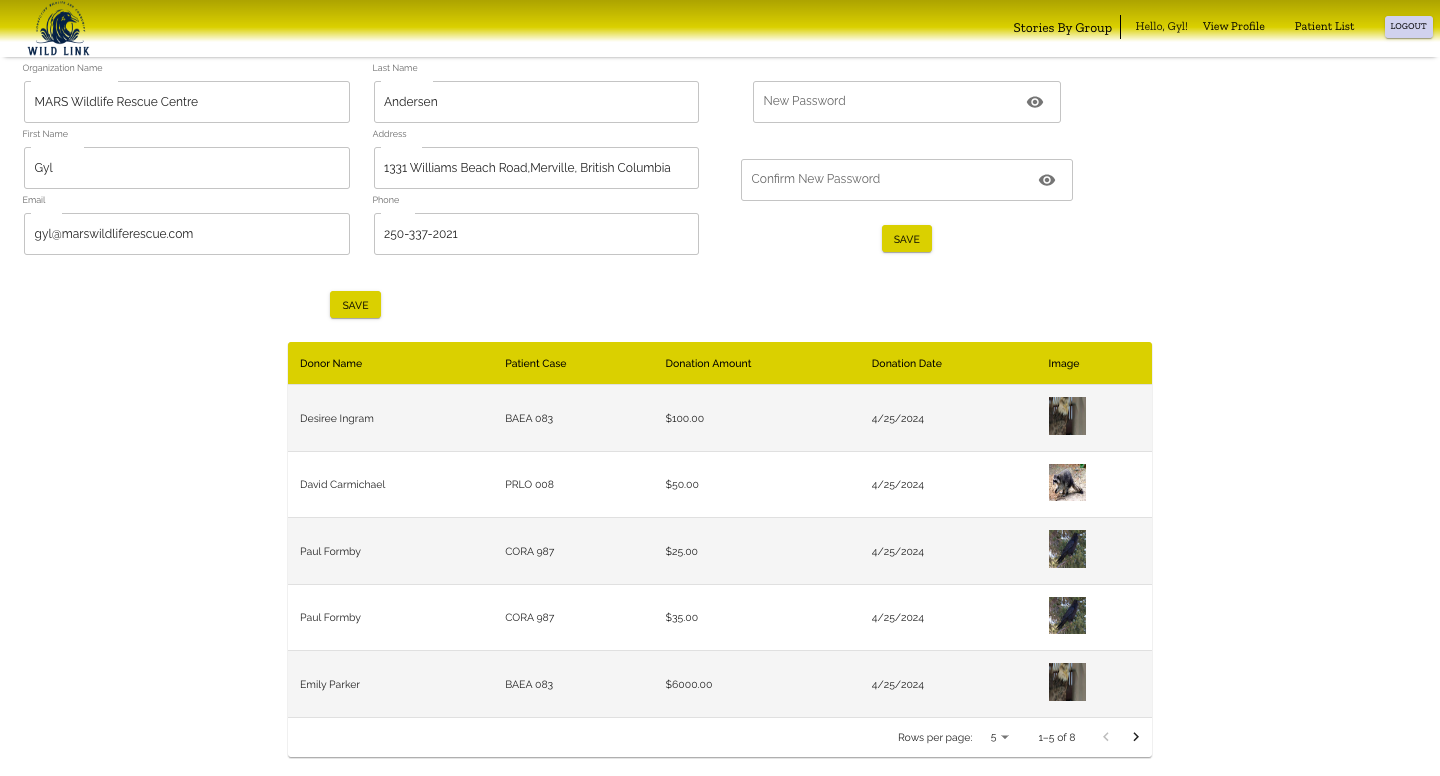 WILD LINK
Stories By Group
Hello, Gyl!
View Profile
Patient List
LOGOUT
Organization Name
MARS Wildlife Rescue Centre
Last Name
Andersen
New Password
First Name
Gyl
Address
1331 Williams Beach Road,Merville, British Columbia
Confirm New Password
Email
gyl@marswildliferescue.com
Phone
250-337-2021
SAVE
SAVE
Donor Name Patient Case Donation Amount Donation Date Image
Desiree Ingram BAEA 083 $100.00 4/25/2024
David Carmichael PRLO 008 $50.00 4/25/2024
Paul Formby CORA 987 $25.00 4/25/2024
Paul Formby CORA 987 $35.00 4/25/2024
Emily Parker BAEA 083 $6000.00 4/25/2024
Rows per page: 5 1–5 of 8